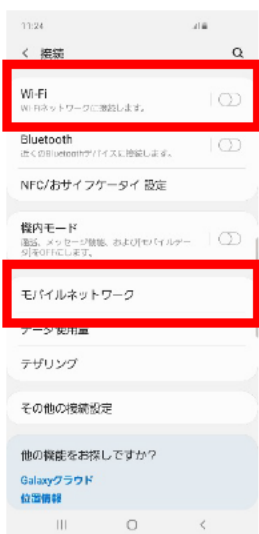 11:24
接続
Wi-Fi
Wi-Fiネットワークに接続します。
Bluetooth
近くのBluetoothデバイスに接続します。
NFC/おサイフケータイ 設定
機内モード
通話、メッセージ機能、およびモバイルデー
タをOFFにします。
モバイルネットワーク
データ使用量
テザリング
その他の接続設定
他の機能をお探しですか?
Galaxyクラウド
位置情報